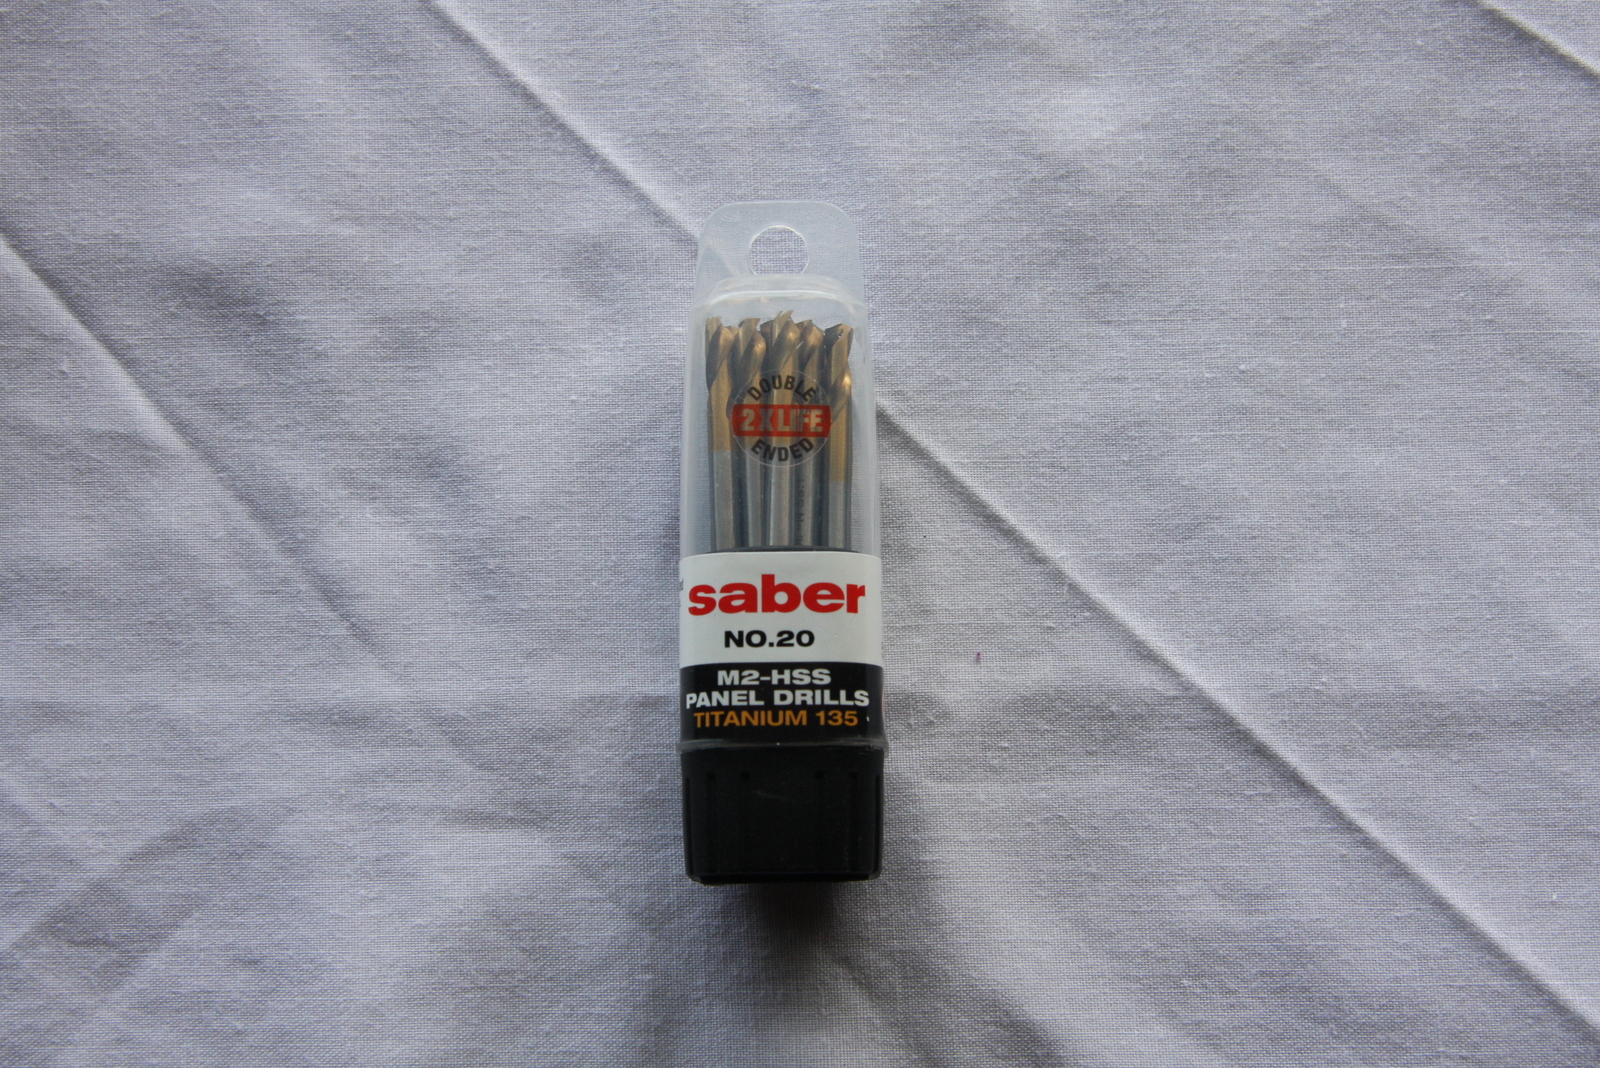 DOUBLE
2XLIFE
ENDED
saber
NO.20
M2-HSS
PANEL DRILLS
TITANIUM 135